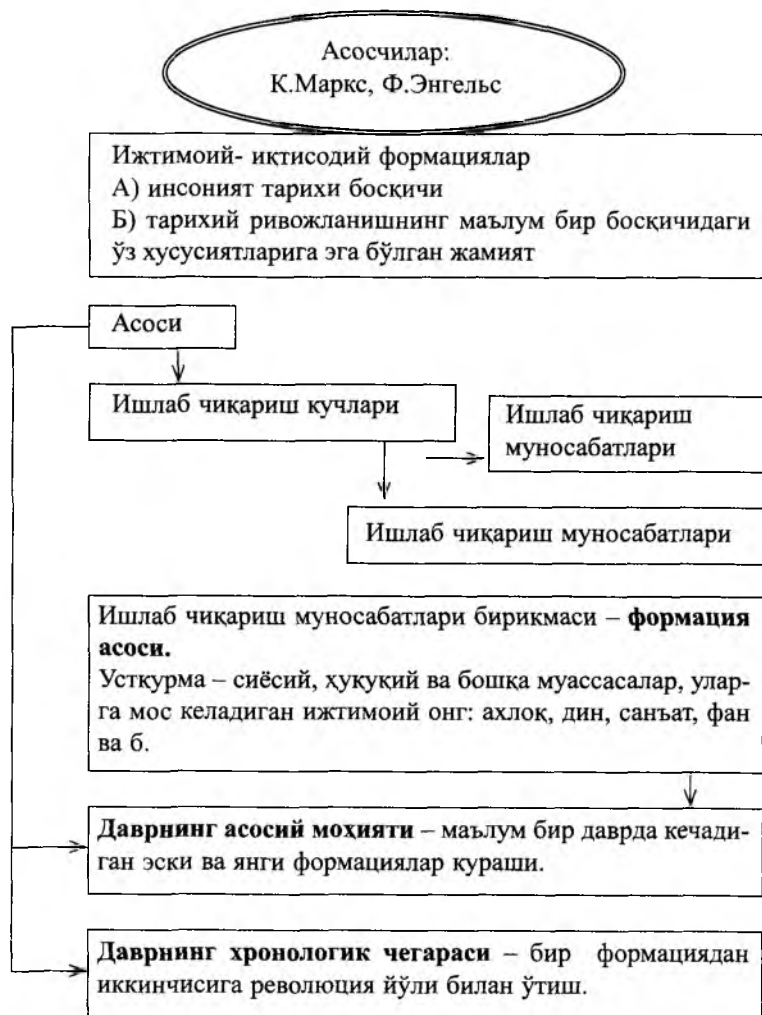 Асосчилар:
К.Маркс, Ф.Энгельс
Ижтимоий- иқтисодий формациялар
А) инсоният тарихи босқичи
Б) тарихий ривожланишнинг маълум бир босқичидаги
ўз хусусиятларига эга бўлган жамият
Асоси
Ишлаб чиқариш кучлари
Ишлаб чиқариш
муносабатлари
Ишлаб чиқариш муносабатлари
Ишлаб чиқариш муносабатлари бирикмаси – формация
асоси.
Устқурма – сиёсий, ҳуқуқий ва бошқа муассасалар, улар-
га мос келадиган ижтимоий онг: ахлоқ, дин, санъат, фан
ва б.
Даврнинг асосий моҳияти – маълум бир даврда кечади-
ган эски ва янги формациялар кураши.
Даврнинг хронологик чегараси – бир формациядан
иккинчисига революция йўли билан ўтиш.